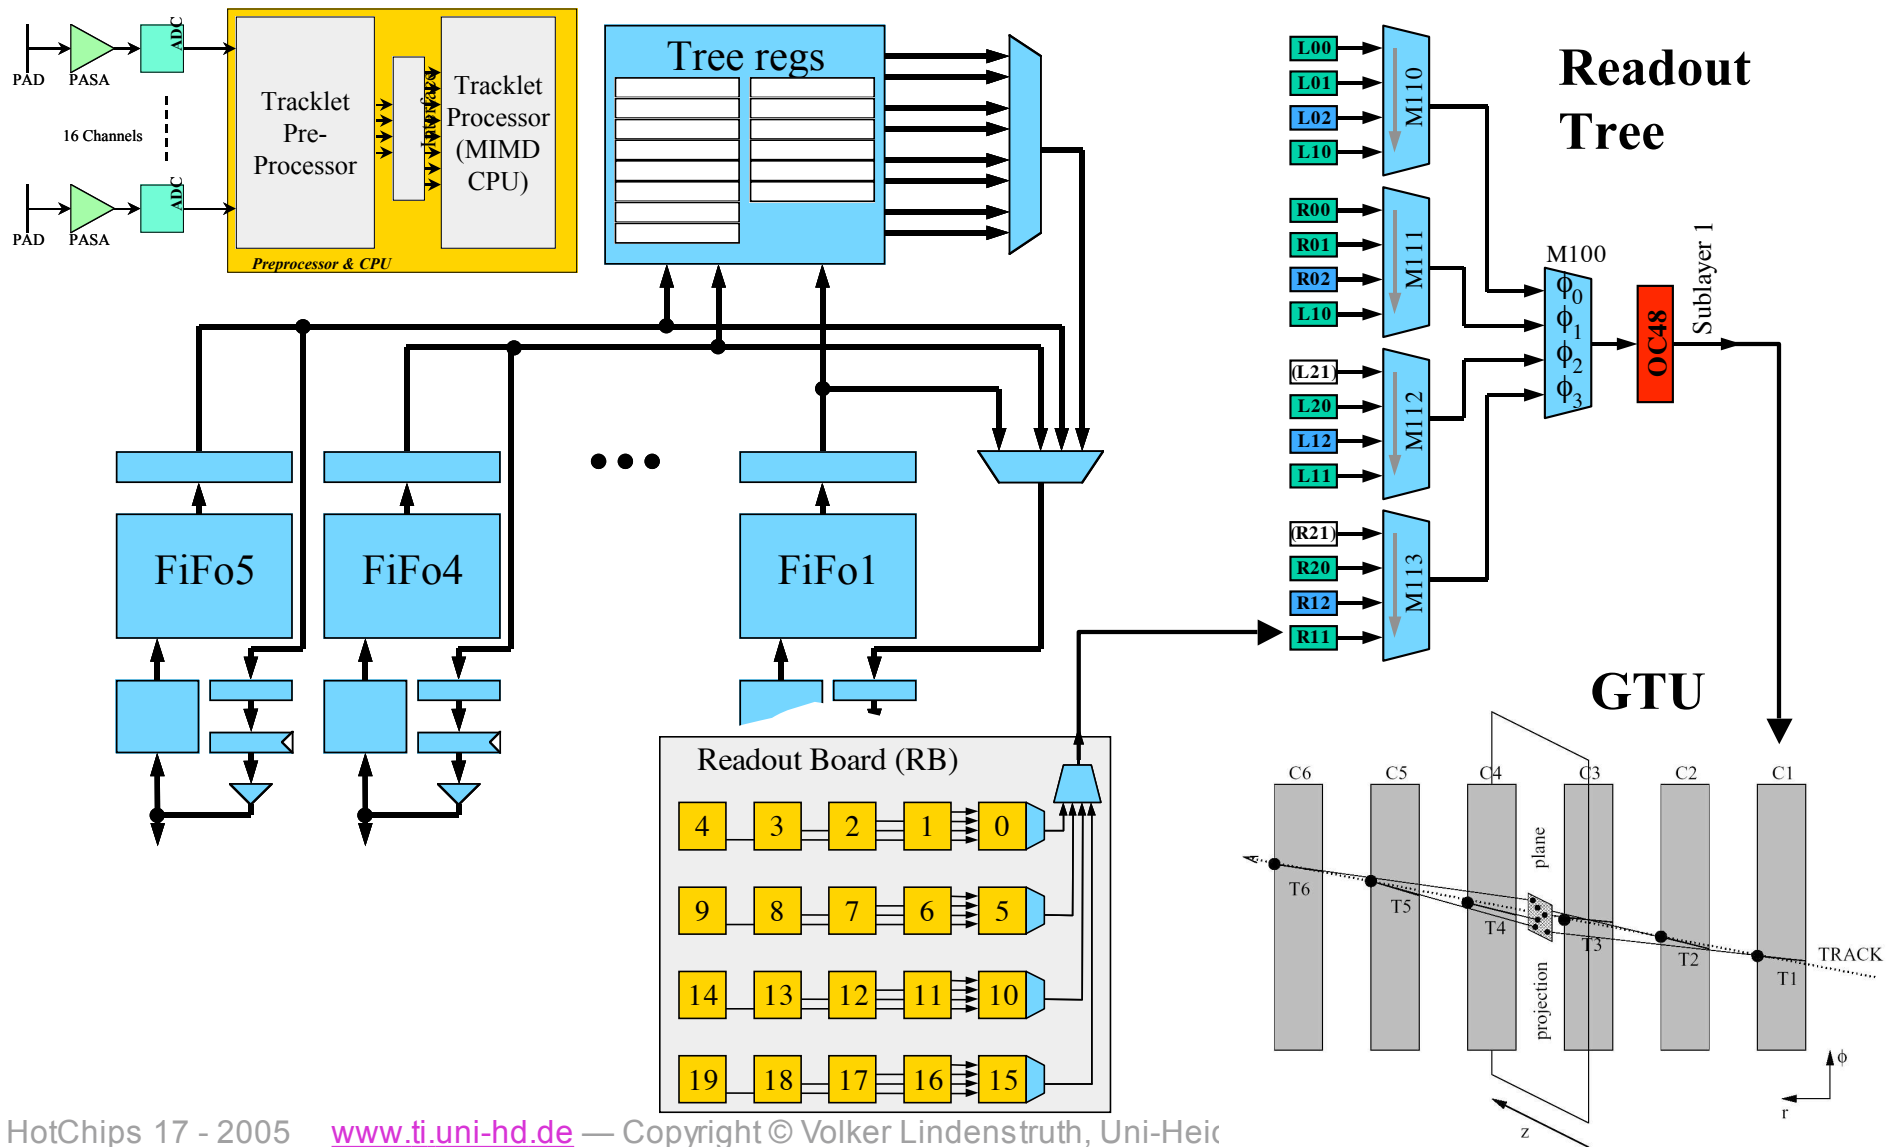 PAD
PASA
ADC
16 Channels
PAD
PASA
ADC
Tracklet
Pre-
Processor
Interface
Tracklet
Processor
(MIMD
CPU)
Preprocessor & CPU
Tree regs
FiFo5
FiFo4
FiFo1
Readout Board (RB)
4 3 2 1 0
9 8 7 6 5
14 13 12 11 10
19 18 17 16 15
Readout
Tree
L00
L01
L02
L10
M110
R00
R01
R02
L10
M111
(L21)
L20
L12
L11
M112
(R21)
R20
R12
R11
M113
M100
ϕ0
ϕ1
ϕ2
ϕ3
OC48
Sublayer 1
GTU
C6 C5 C4 C3 C2 C1
plane
projection
T6
T5
T4
T3
T2
T1
TRACK
ϕ
r
z
HotChips 17 - 2005 www.ti.uni-hd.de — Copyright © Volker Lindenstruth, Uni-Heid